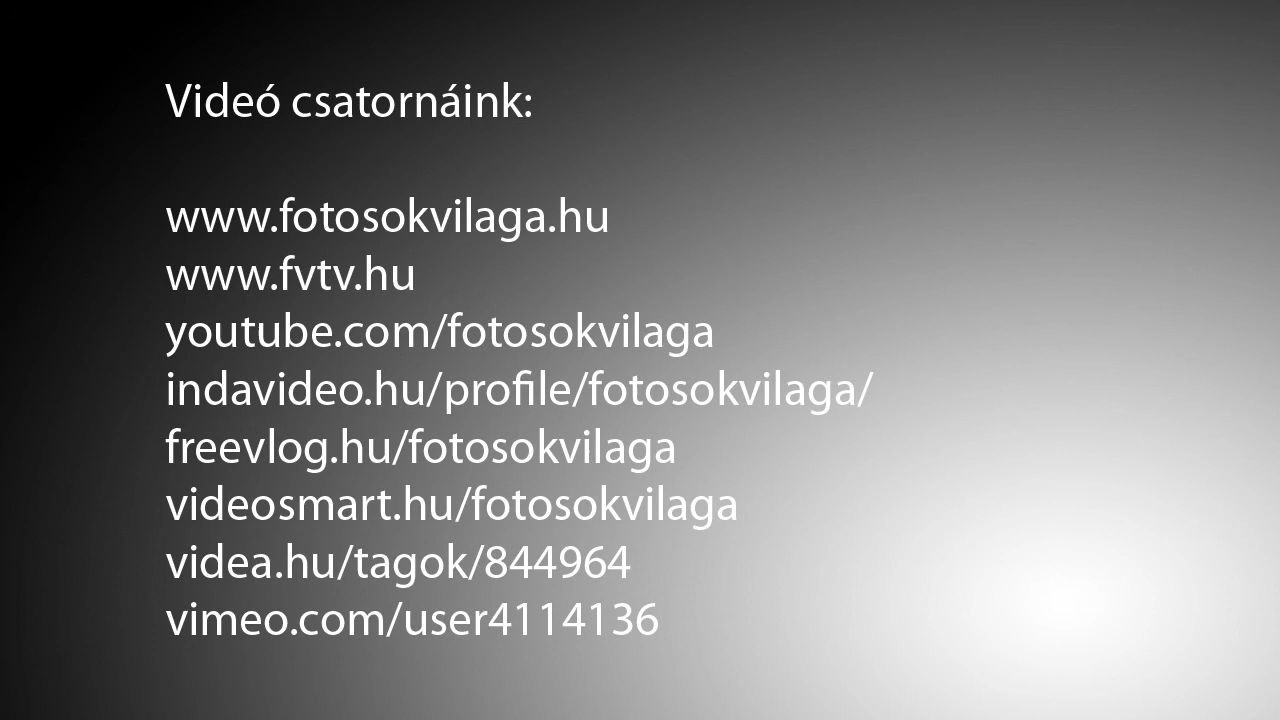 Videó csatornáink:
www.fotosokvilaga.hu
www.fvtv.hu
youtube.com/fotosokvilaga
indavideo.hu/profile/fotosokvilaga/
freevlog.hu/fotosokvilaga
videosmart.hu/fotosokvilaga
videa.hu/tagok/844964
vimeo.com/user4114136